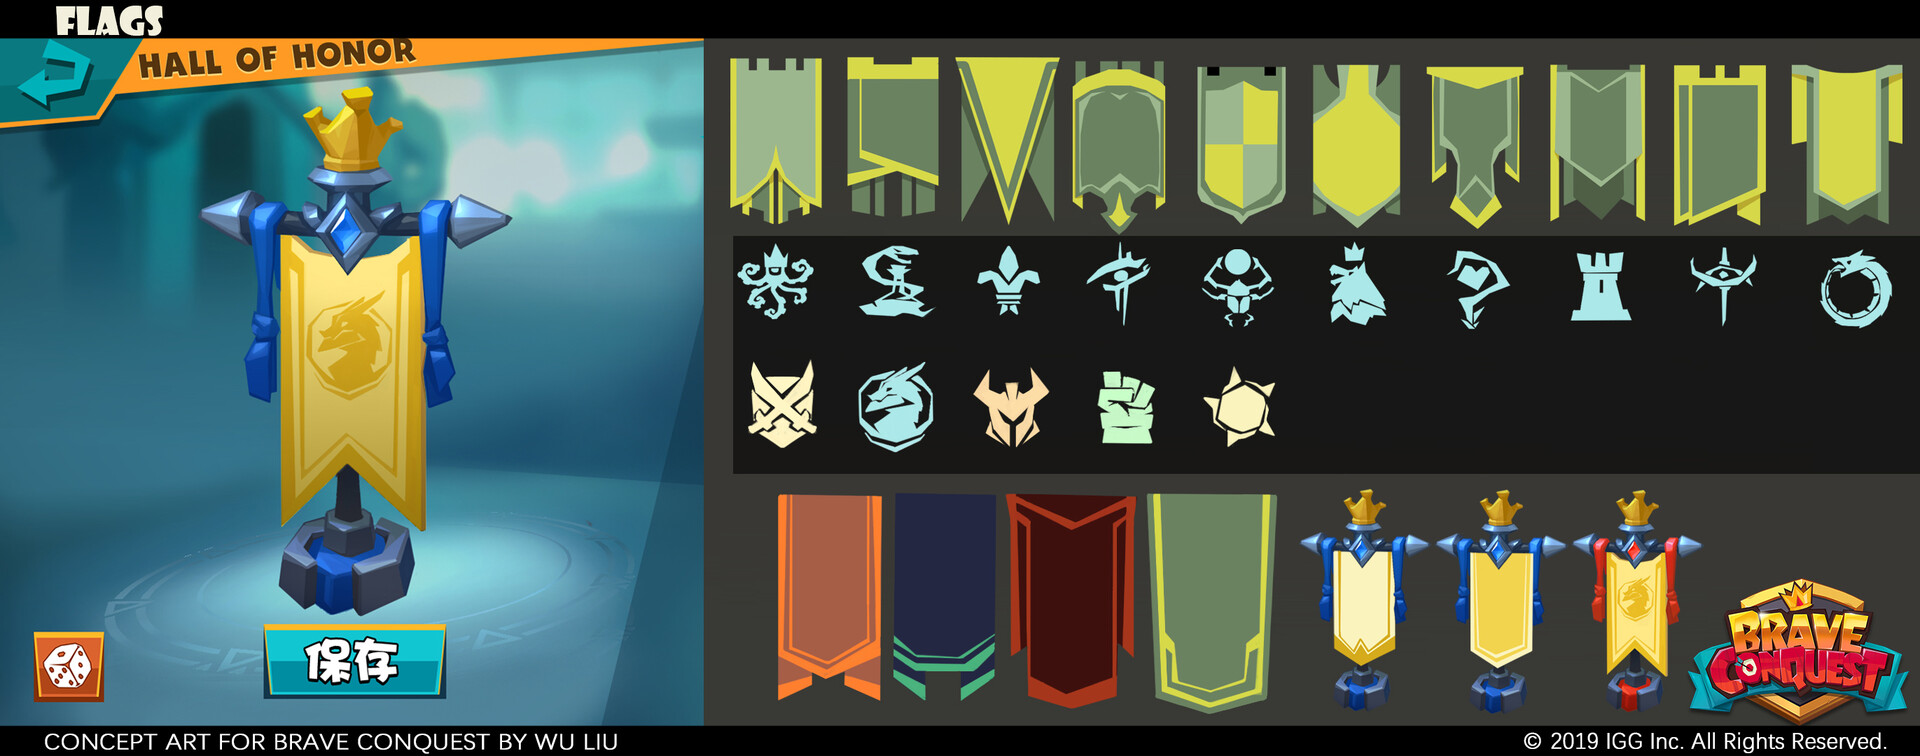 FLAGS
HALL OF HONOR
保存
BRAVE
CONQUEST
CONCEPT ART FOR BRAVE CONQUEST BY WU LIU
© 2019 IGG Inc. All Rights Reserved.